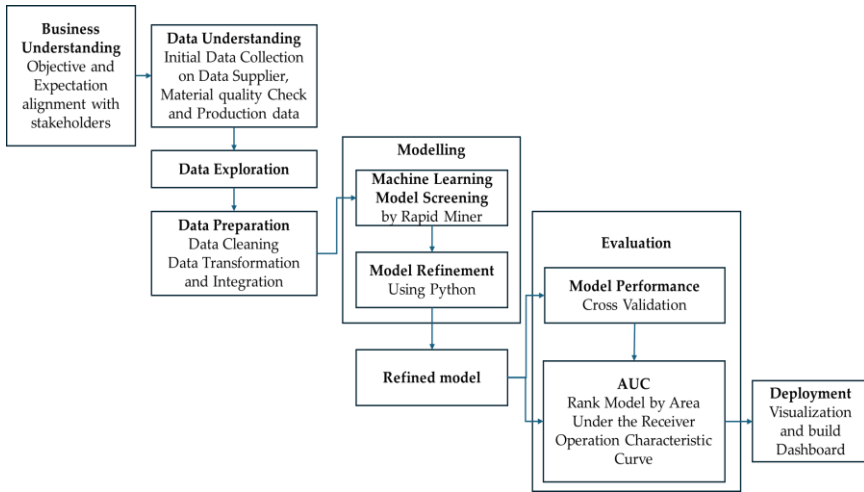 Business
Understanding
Objective and
Expectation
alignment with
stakeholders
Data Understanding
Initial Data Collection
on Data Supplier,
Material quality Check
and Production data
Data Exploration
Data Preparation
Data Cleaning
Data Transformation
and Integration
Modelling
Machine Learning
Model Screening
by Rapid Miner
Model Refinement
Using Python
Refined model
Evaluation
Model Performance
Cross Validation
AUC
Rank Model by Area
Under the Receiver
Operation Characteristic
Curve
Deployment
Visualization
and build
Dashboard